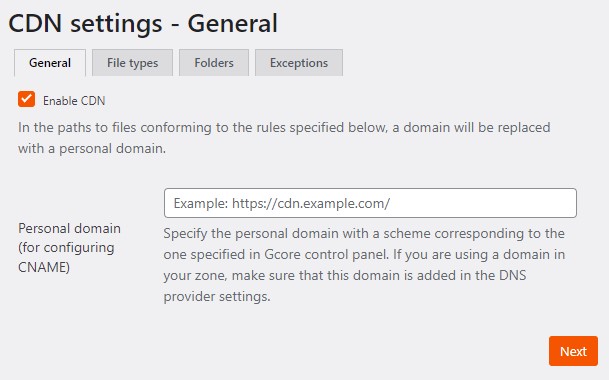 CDN settings - General
General
File types
Folders
Exceptions
Enable CDN
In the paths to files conforming to the rules specified below, a domain will be replaced
with a personal domain.
Personal domain
(for configuring
CNAME)
Example: https://cdn.example.com/
Specify the personal domain with a scheme corresponding to
the one specified in Gcore control panel. If you are using a domain in
your zone, make sure that this domain is added in the DNS
provider settings.
Next